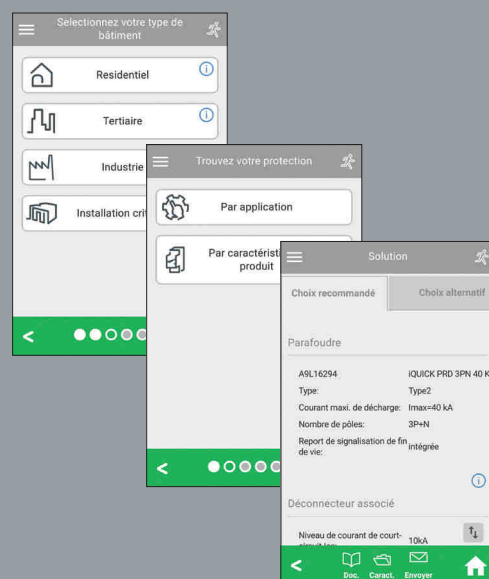 Selectionnez votre type de
bâtiment
Residentiel
Tertiaire
Industrie
Installation
Trouvez votre protection
Par application
Par
produit
Solution
Choix recommandé
Choix alternatif
Parafoudre
A9L16294 iQUICK PRD 3PN 40
Type: Type2
Courant maxi. de décharge: Imax=40 kA
Nombre de pôles: 3P+N
Report de signalisation de fin
de vie: intégrée
Déconnecteur associé
Niveau de courant de court-
10kA
Doc. Caract. Envoyer